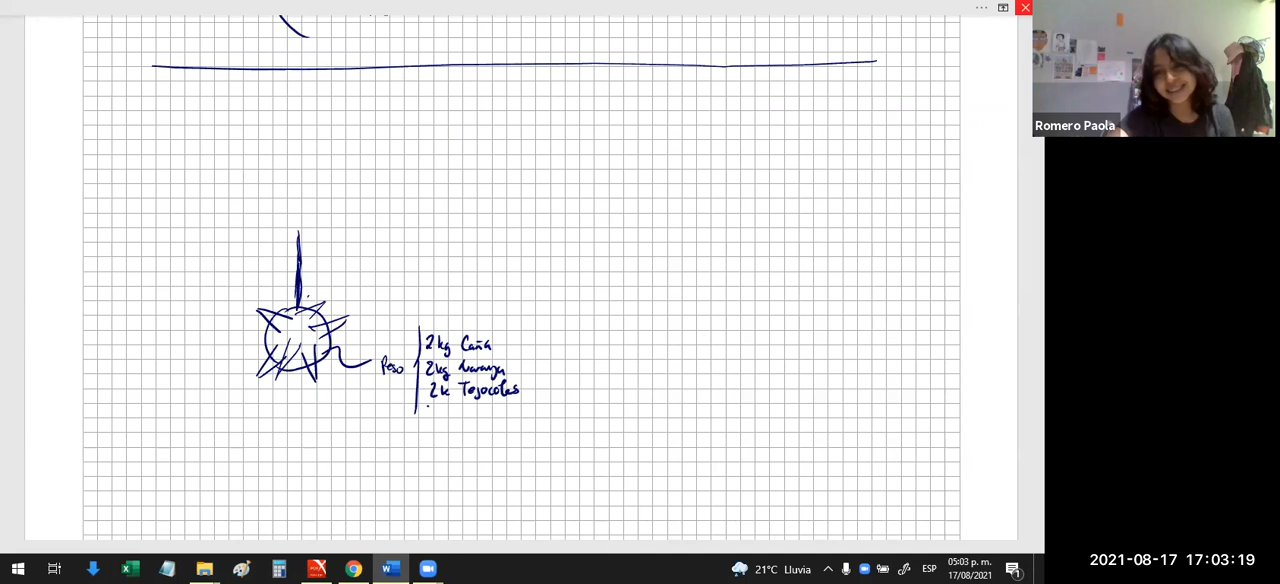 Romero Paola
Peso
2kg Caña
2kg Naranja
2k Tejocotes
21°C Lluvia
ESP
05:03 p. m.
17/08/2021
1
2021-08-17 17:03:19